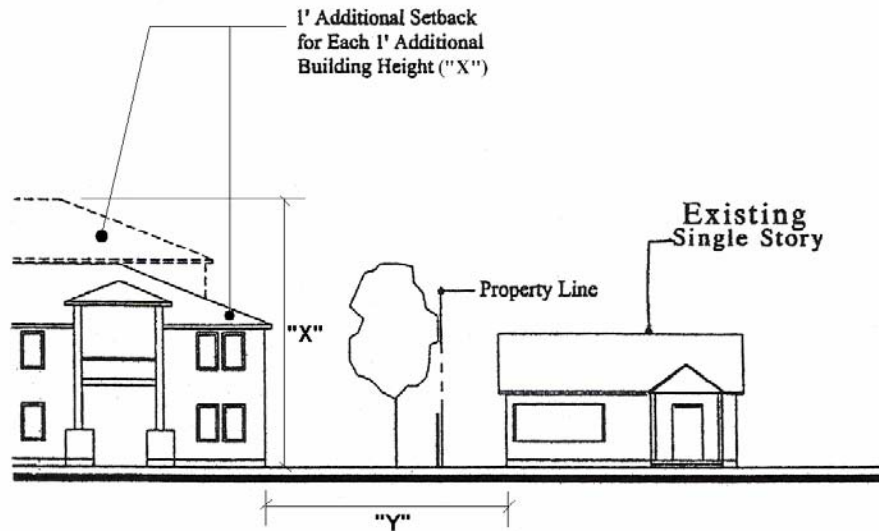 1' Additional Setback
for Each 1' Additional
Building Height ("X")
Existing
Single Story
Property Line
"X"
"Y"